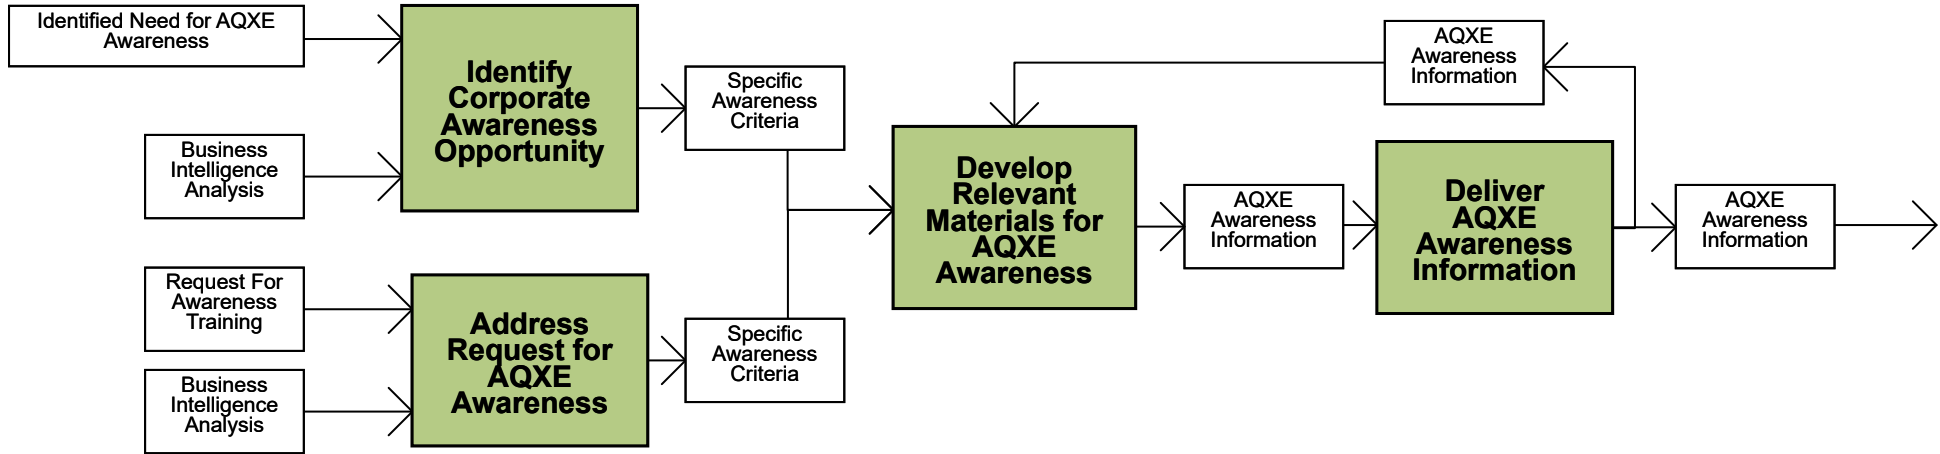 Identified Need for AQXE
Awareness
Business
Intelligence
Analysis
Identify
Corporate
Awareness
Opportunity
Specific
Awareness
Criteria
Request For
Awareness
Training
Business
Intelligence
Analysis
Address
Request for
AQXE
Awareness
Specific
Awareness
Criteria
Develop
Relevant
Materials for
AQXE
Awareness
AQXE
Awareness
Information
Deliver
AQXE
Awareness
Information
AQXE
Awareness
Information
AQXE
Awareness
Information